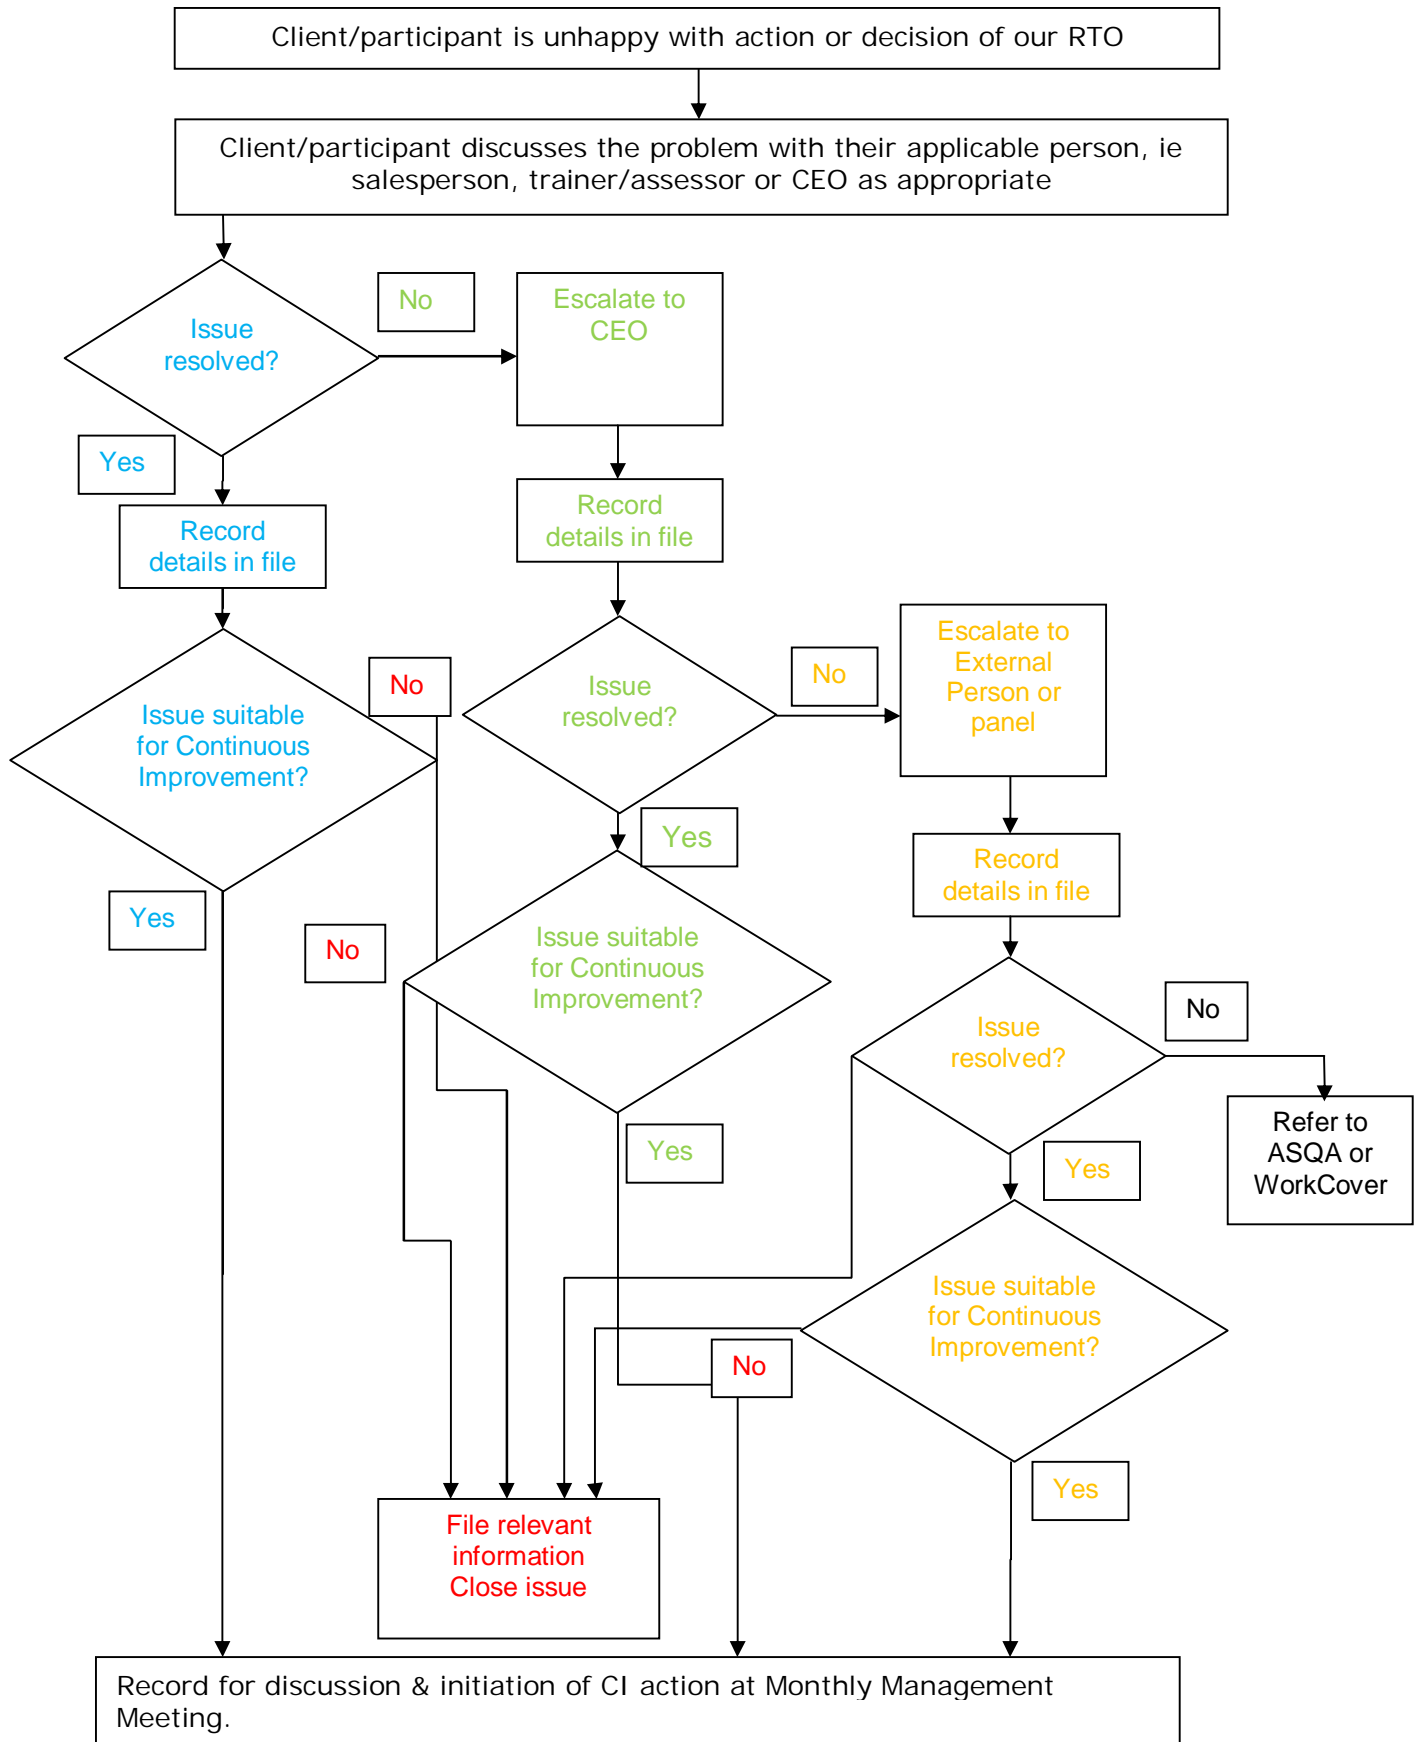 Client/participant is unhappy with action or decision of our RTO
Client/participant discusses the problem with their applicable person, ie
salesperson, trainer/assessor or CEO as appropriate
Issue
resolved?
No
Escalate to
CEO
Yes
Record
details in file
Record
details in file
Issue suitable
for Continuous
Improvement?
No
Issue
resolved?
No
Escalate to
External
Person or
panel
Yes
Yes
No
Issue suitable
for Continuous
Improvement?
Record
details in file
Issue
resolved?
No
Refer to
ASQA or
WorkCover
Yes
Yes
Issue suitable
for Continuous
Improvement?
No
Yes
File relevant
information
Close issue
Record for discussion & initiation of CI action at Monthly Management
Meeting.